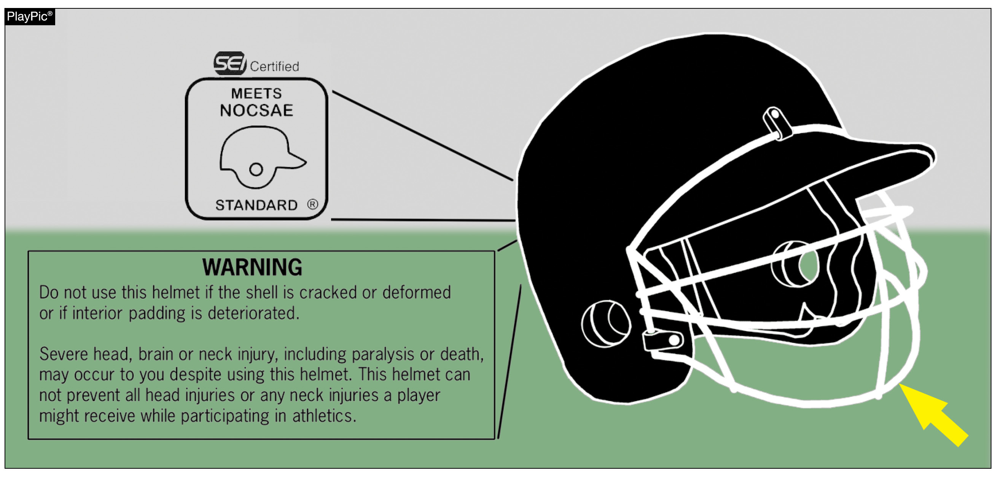 PlayPic®
SEI Certified
MEETS
NOCSAE
STANDARD ®
WARNING
Do not use this helmet if the shell is cracked or deformed
or if interior padding is deteriorated.
Severe head, brain or neck injury, including paralysis or death,
may occur to you despite using this helmet. This helmet can
not prevent all head injuries or any neck injuries a player
might receive while participating in athletics.